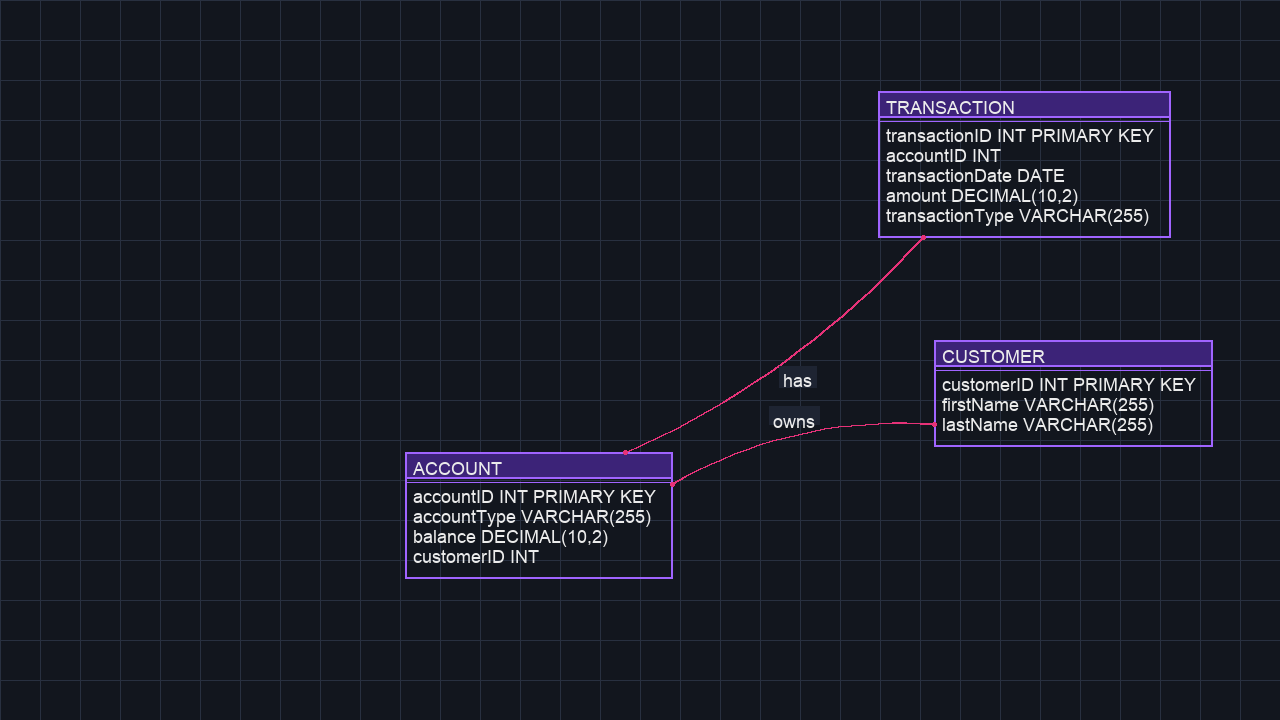 TRANSACTION
transactionID INT PRIMARY KEY
accountID INT
transactionDate DATE
amount DECIMAL(10,2)
transactionType VARCHAR(255)
CUSTOMER
customerID INT PRIMARY KEY
firstName VARCHAR(255)
lastName VARCHAR(255)
has
owns
ACCOUNT
accountID INT PRIMARY KEY
accountType VARCHAR(255)
balance DECIMAL(10,2)
customerID INT